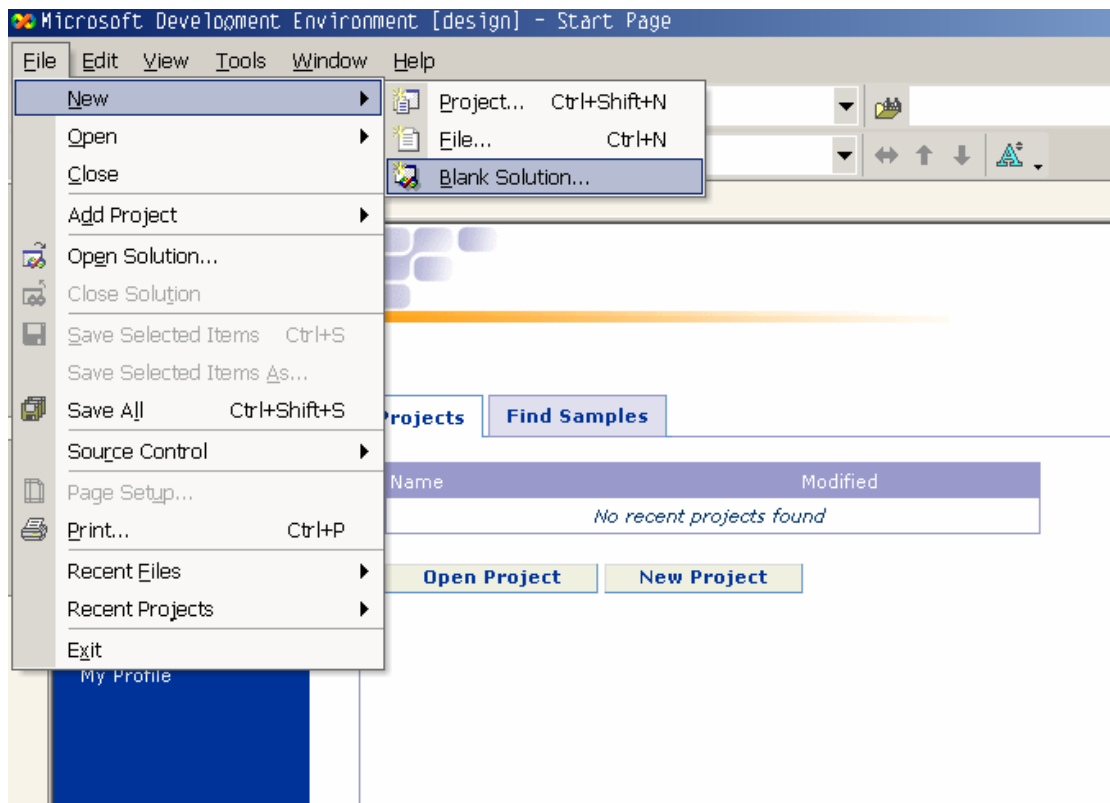 Microsoft Development Environment [design] - Start Page
File Edit View Tools Window Help
New
Project... Ctrl+Shift+N
Open
File... Ctrl+N
Close
Blank Solution...
Add Project
Open Solution...
Close Solution
Save Selected Items Ctrl+S
Save Selected Items As...
Save All Ctrl+Shift+S
Projects Find Samples
Source Control
Name Modified
Page Setup...
No recent projects found
Print... Ctrl+P
Recent Files
Open Project New Project
Recent Projects
Exit
My Profile